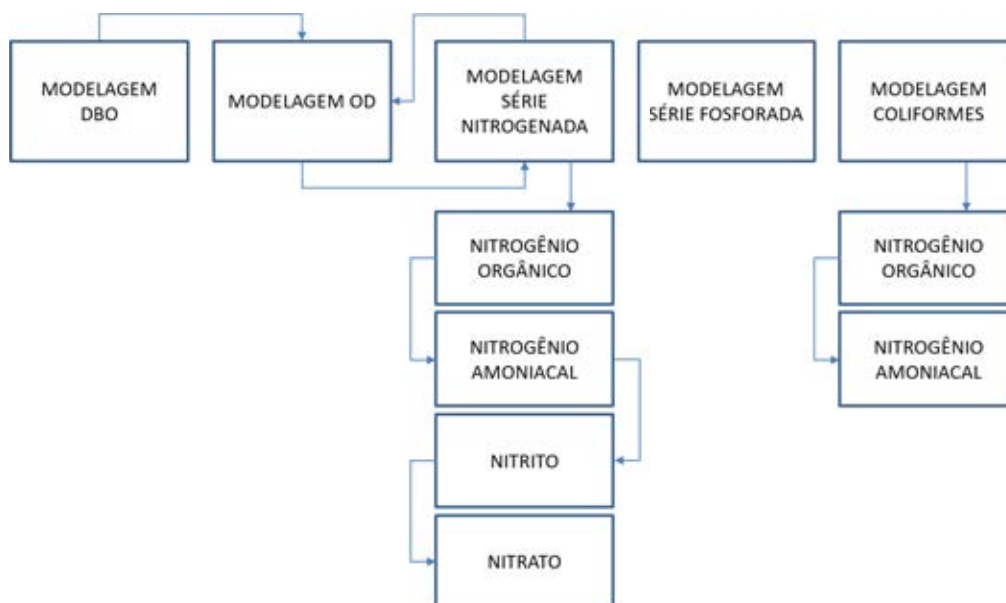 MODELAGEM
DBO
MODELAGEM OD
MODELAGEM
SÉRIE
NITROGENADA
MODELAGEM
SÉRIE FOSFORADA
MODELAGEM
COLIFORMES
NITROGÊNIO
ORGÂNICO
NITROGÊNIO
AMONIACAL
NITRITO
NITRATO
NITROGÊNIO
ORGÂNICO
NITROGÊNIO
AMONIACAL